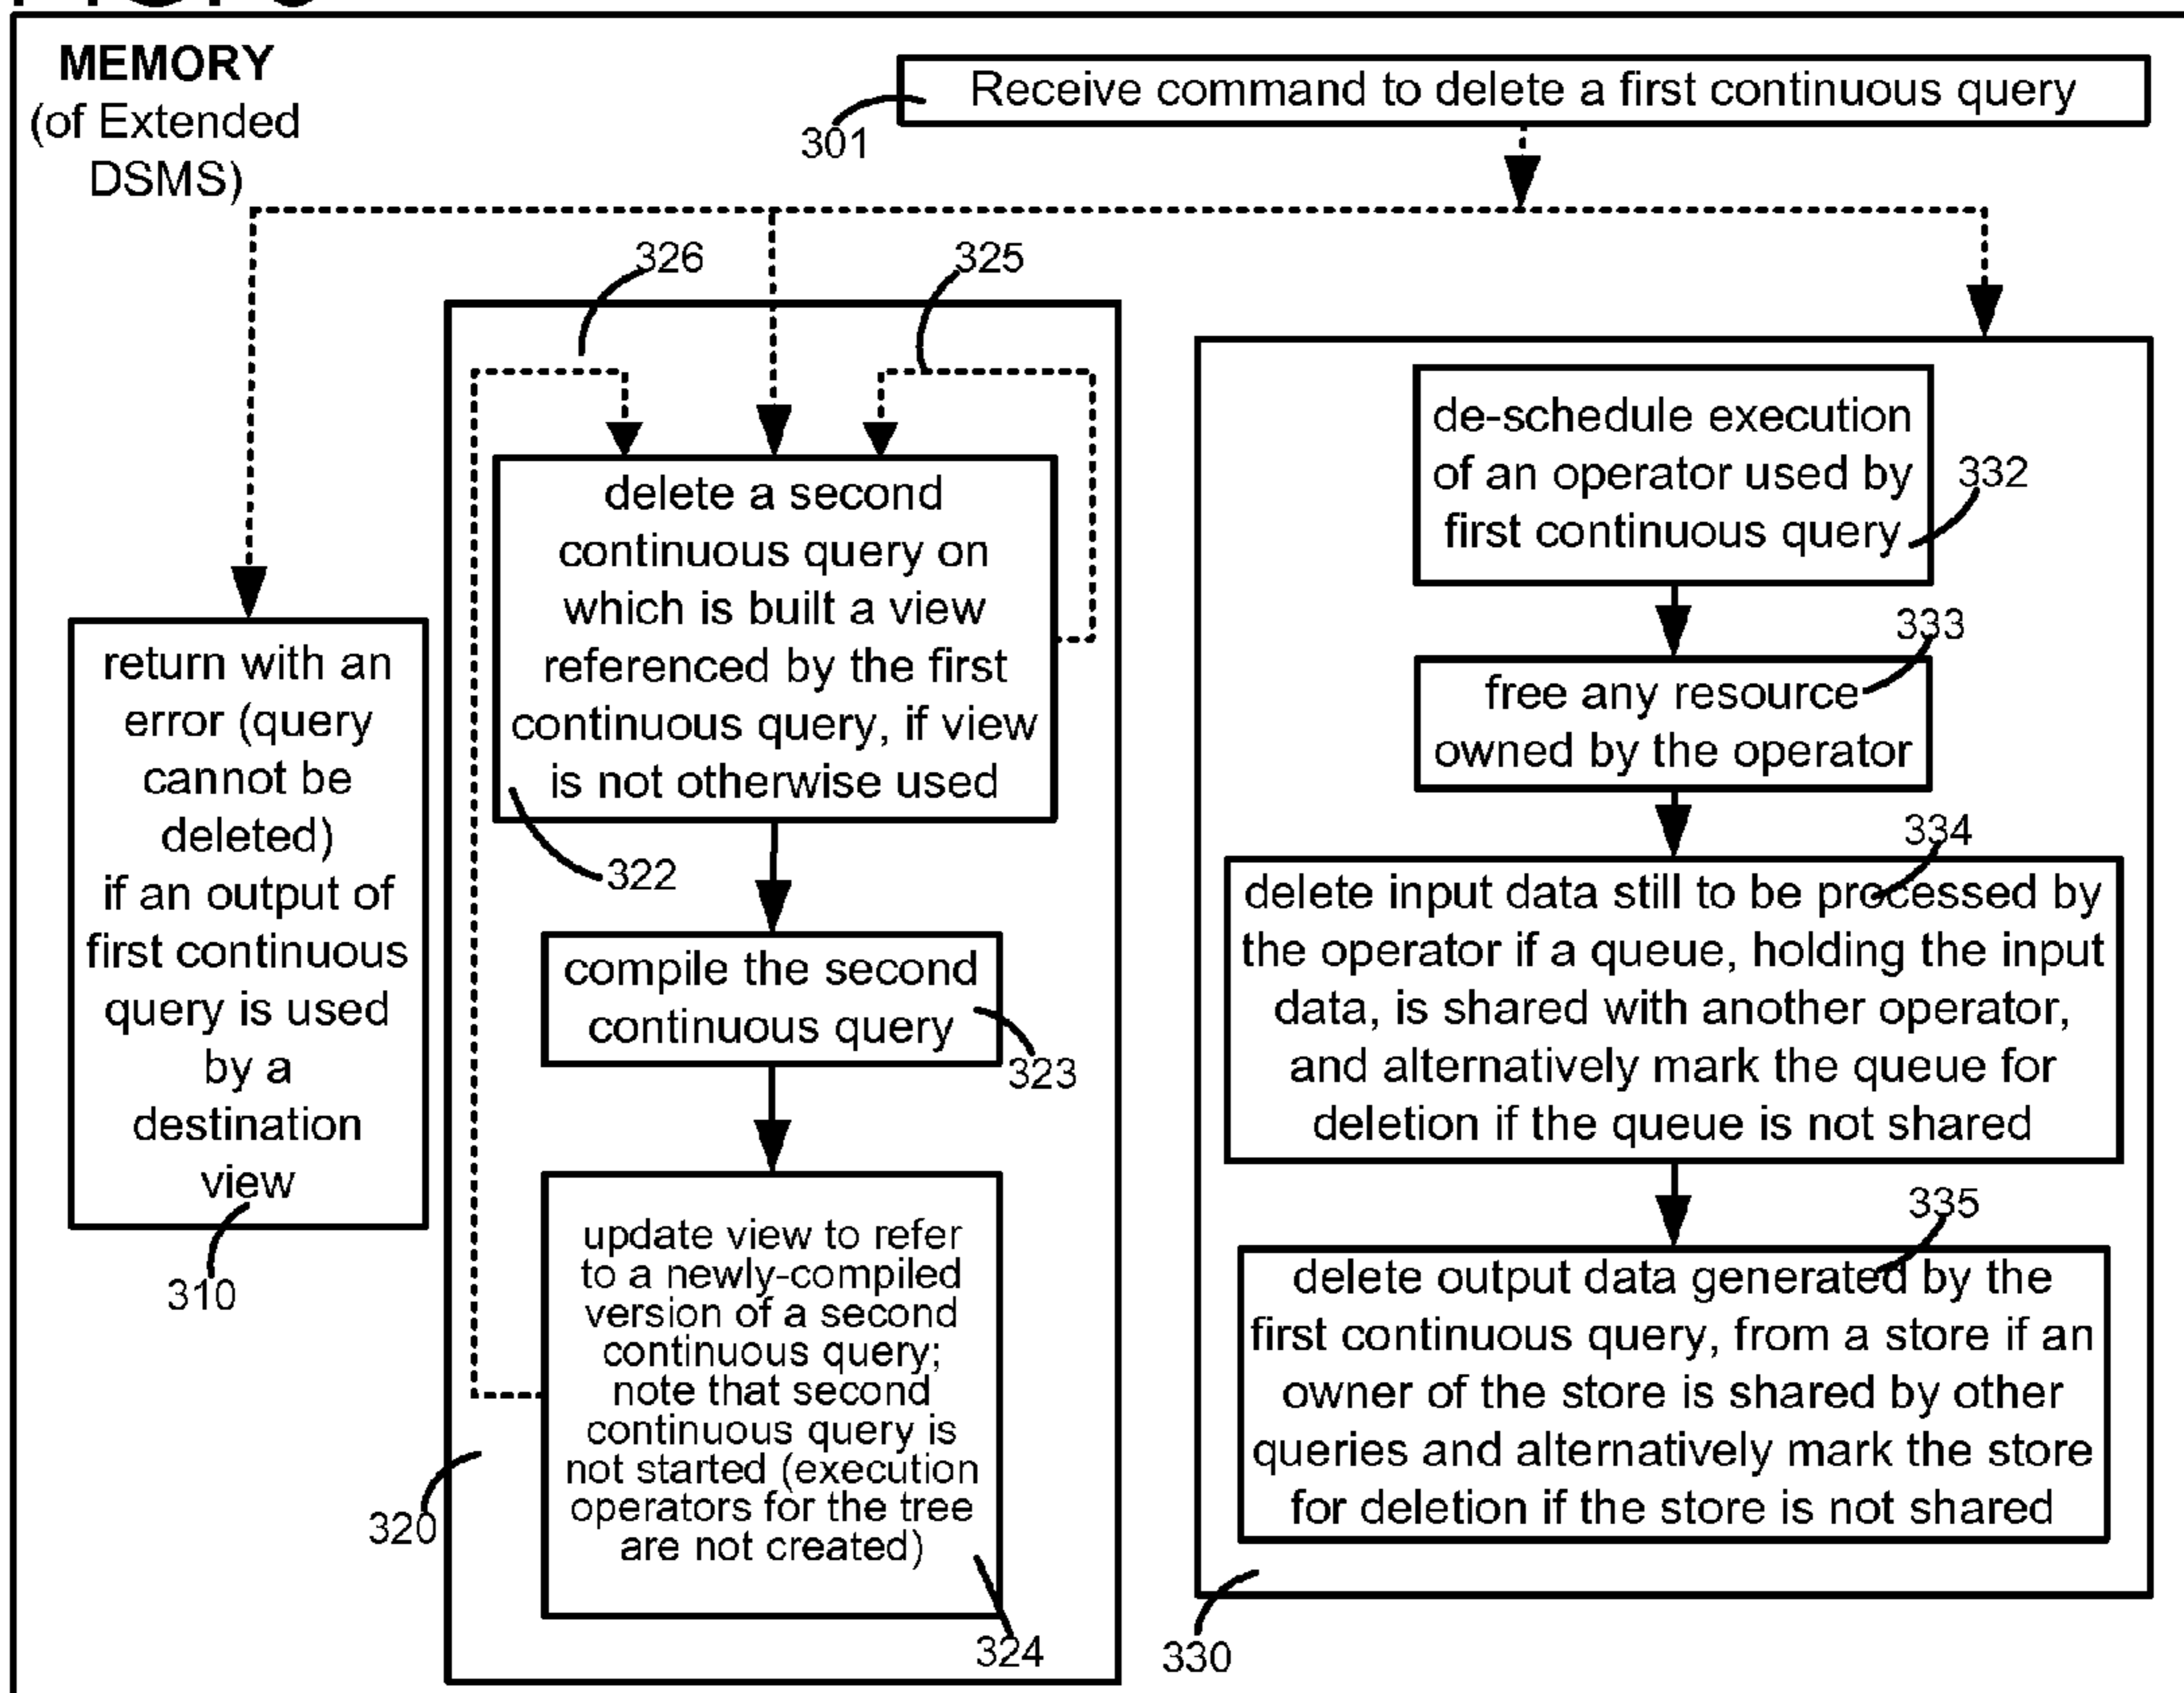 MEMORY
(of Extended
DSMS)
Receive command to delete a first continuous query
301
326
325
return with an
error (query
cannot be
deleted)
if an output of
first continuous
query is used
by a
destination
view
310
delete a second
continuous query on
which is built a view
referenced by the first
continuous query, if view
is not otherwise used
322
compile the second
continuous query
323
update view to refer
to a newly-compiled
version of a second
continuous query;
note that second
continuous query is
not started (execution
operators for the tree
are not created)
320
324
de-schedule execution
of an operator used by
first continuous query
332
333
free any resource
owned by the operator
334
delete input data still to be processed by
the operator if a queue, holding the input
data, is shared with another operator,
and alternatively mark the queue for
deletion if the queue is not shared
335
delete output data generated by the
first continuous query, from a store if an
owner of the store is shared by other
queries and alternatively mark the store
for deletion if the store is not shared
330